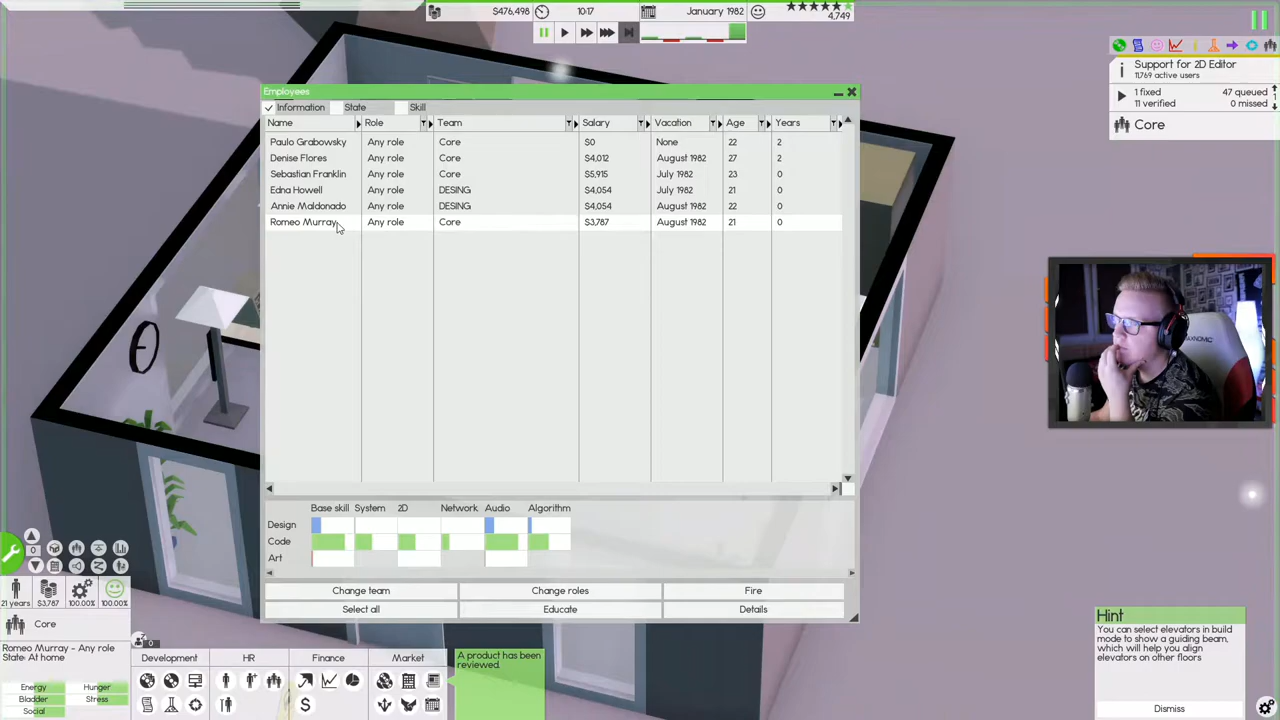 $476,498
10:17
January 1982
4,749
Support for 2D Editor
11,769 active users
1 fixed 47 queued
11 verified 0 missed
1
Core
Employees
Information State Skill
Name Role Team Salary Vacation Age Years
Paulo Grabowsky Any role Core $0 None 22 2
Denise Flores Any role Core $4,012 August 1982 27 2
Sebastian Franklin Any role Core $5,915 July 1982 23 0
Edna Howell Any role DESING $4,054 July 1982 21 0
Annie Maldonado Any role DESING $4,054 August 1982 22 0
Romeo Murray Any role Core $3,787 August 1982 21 0
Base skill System 2D Network Audio Algorithm
Design
Code
Art
Change team Change roles Fire
Select all Educate Details
0
21 years $3,787 100.00% 100.00%
Core
Romeo Murray - Any role
State: At home
Energy Hunger
Bladder Stress
Social
0
Development HR Finance Market
A product has been
reviewed.
Hint
You can select elevators in build
mode to show a guiding beam,
which will help you align
elevators on other floors
Dismiss